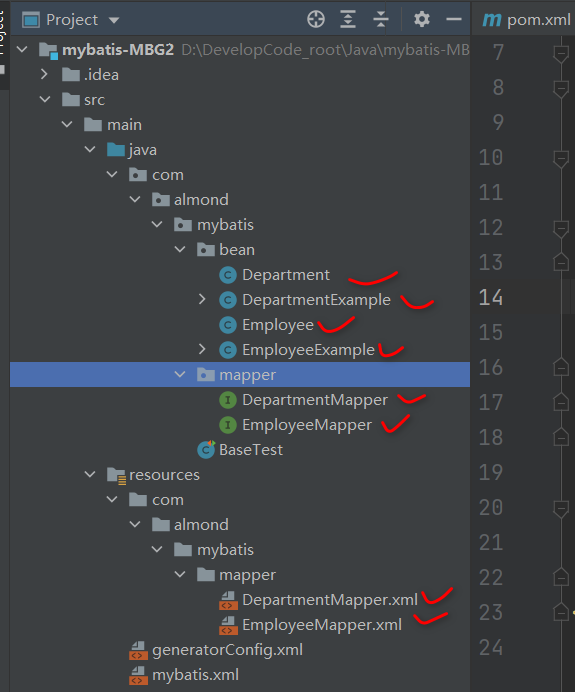 Project
Project
pom.xml
mybatis-MBG2 D:\DevelopCode_root\Java\mybatis-MB
.idea
src
main
java
com
almond
mybatis
bean
Department
DepartmentExample
Employee
EmployeeExample
mapper
DepartmentMapper
EmployeeMapper
BaseTest
resources
com
almond
mybatis
mapper
DepartmentMapper.xml
EmployeeMapper.xml
generatorConfig.xml
mybatis.xml
7
8
9
10
11
12
13
14
15
16
17
18
19
20
21
22
23
24